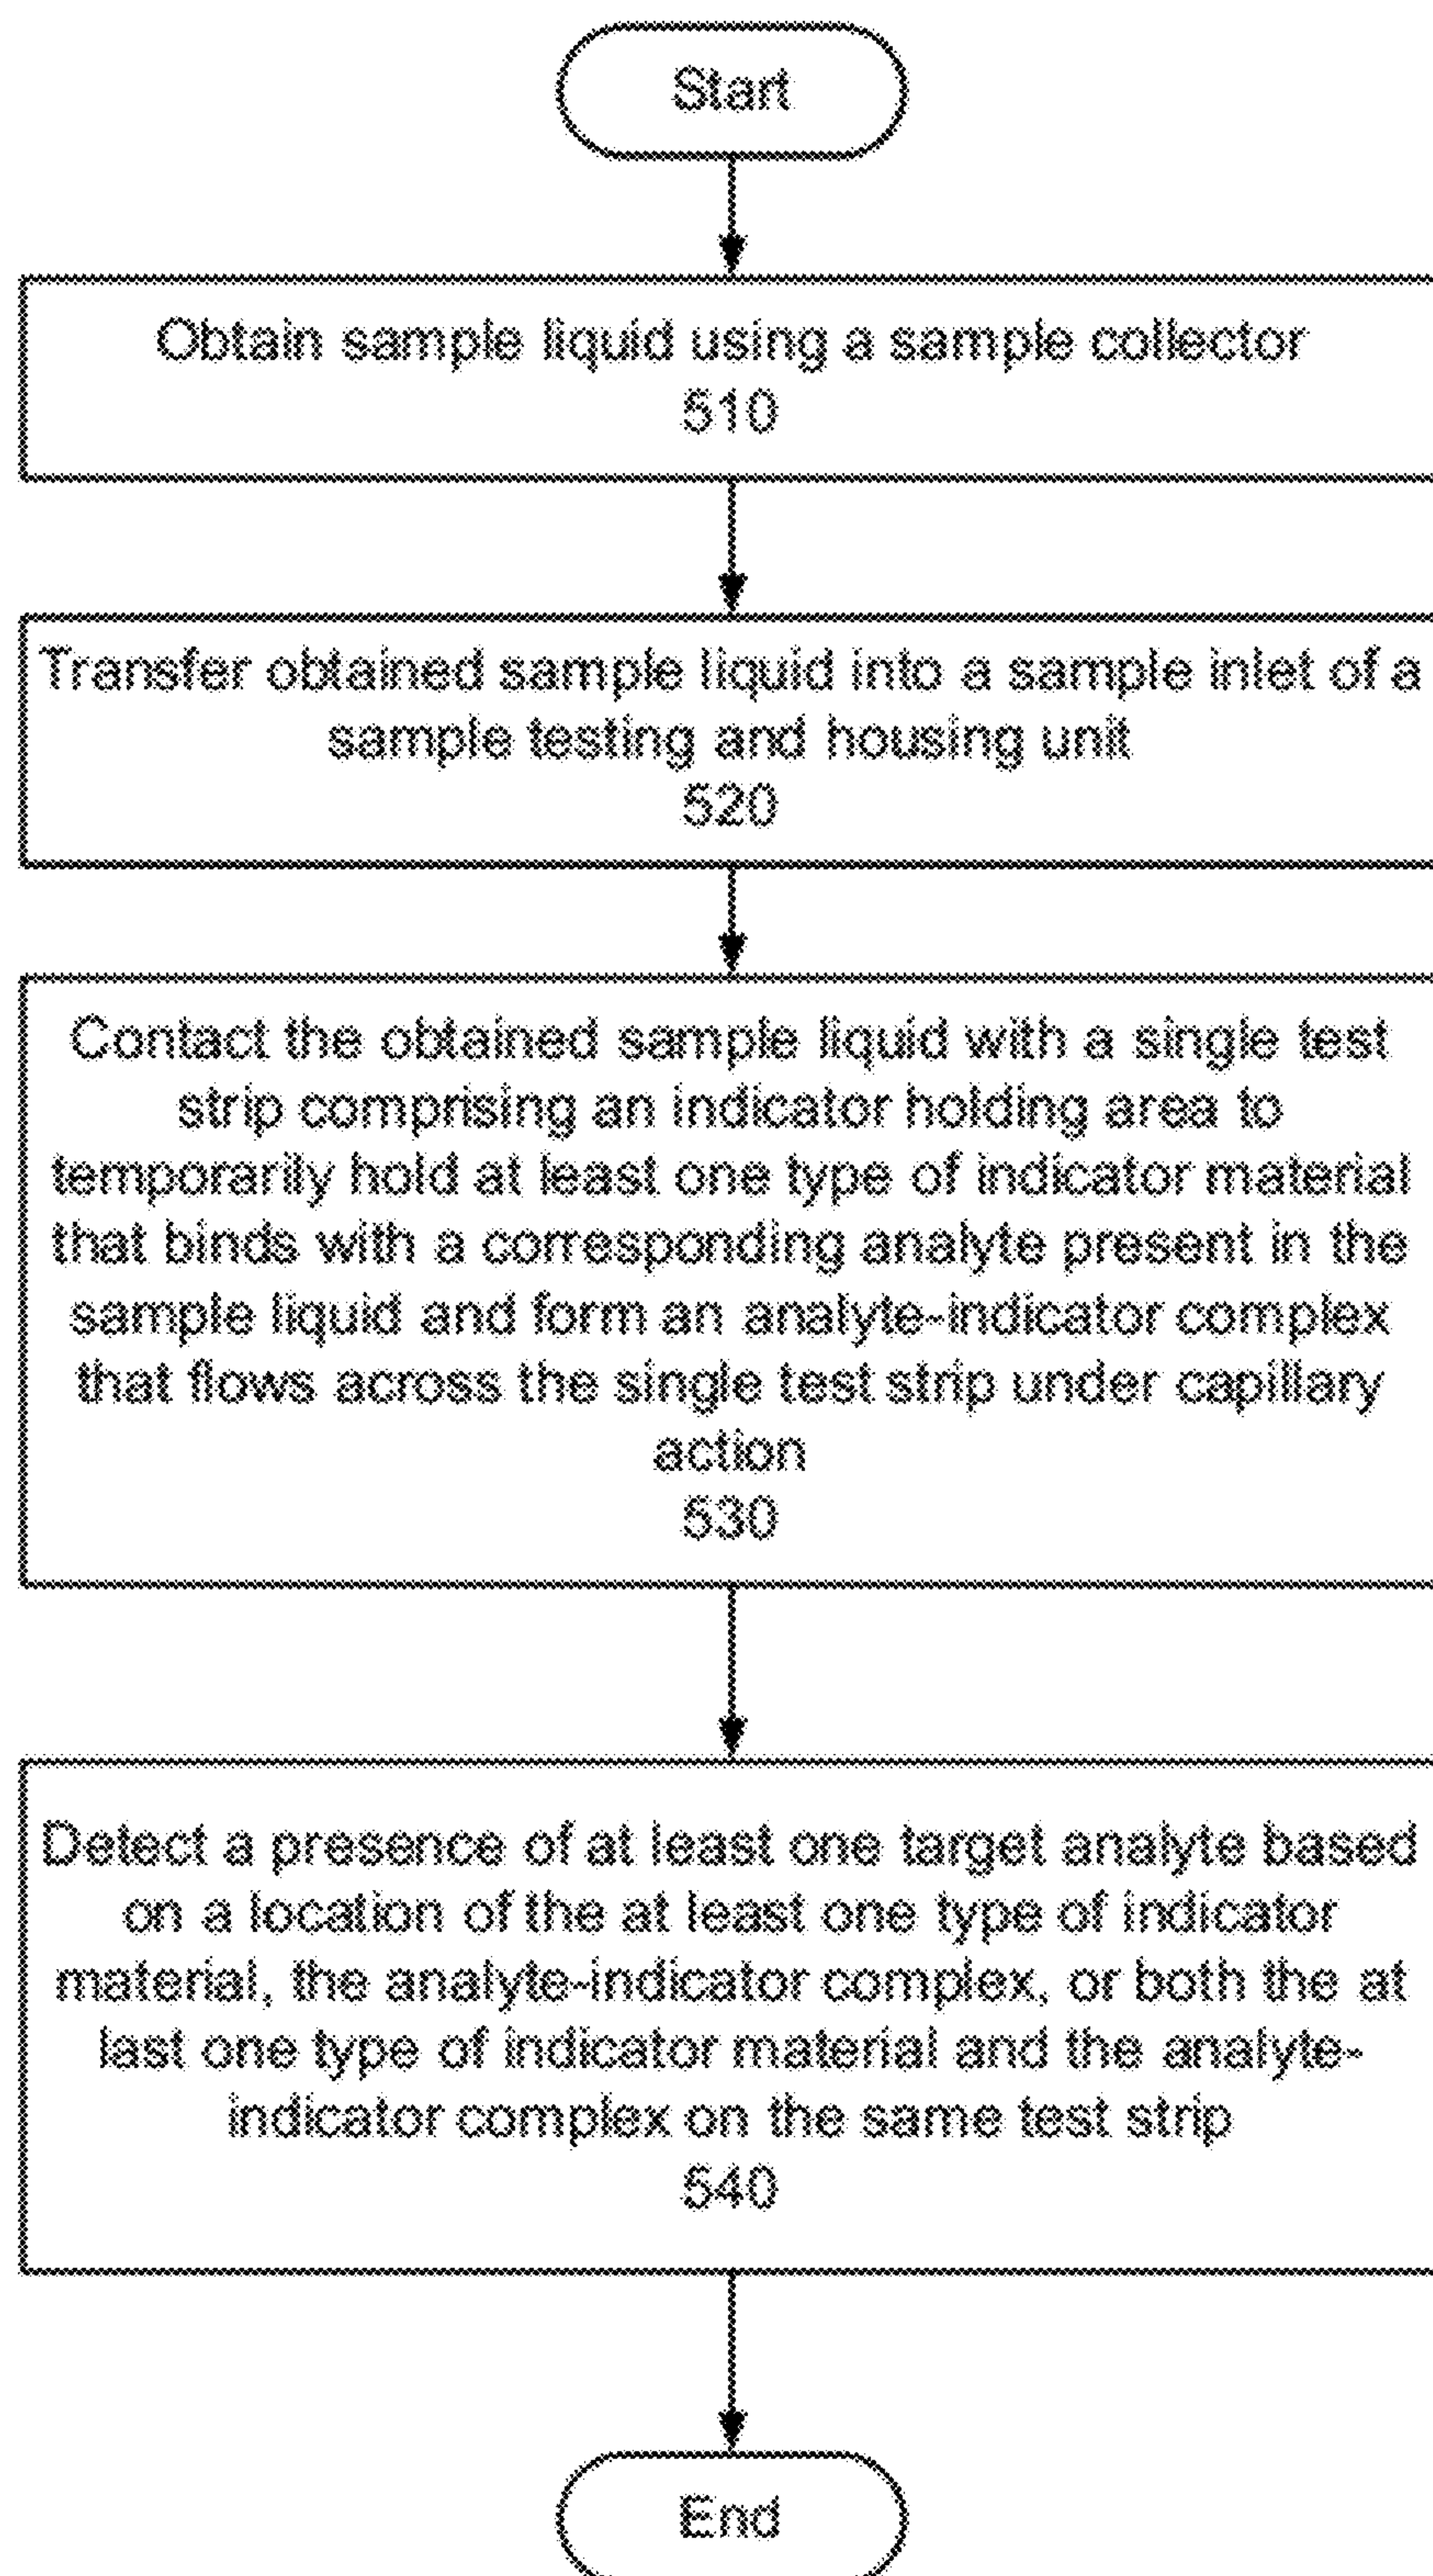 Start
Obtain sample liquid using a sample collector
510
Transfer obtained sample liquid into a sample inlet of a
sample testing and housing unit
520
Contact the obtained sample liquid with a single test
strip comprising an indicator holding area to
temporarily hold at least one type of indicator material
that binds with a corresponding analyte present in the
sample liquid and form an analyte-indicator complex
that flows across the single test strip under capillary
action
530
Detect a presence of at least one target analyte based
on a location of the at least one type of indicator
material, the analyte-indicator complex, or both the at
last one type of indicator material and the analyte-
indicator complex on the same test strip
540
End